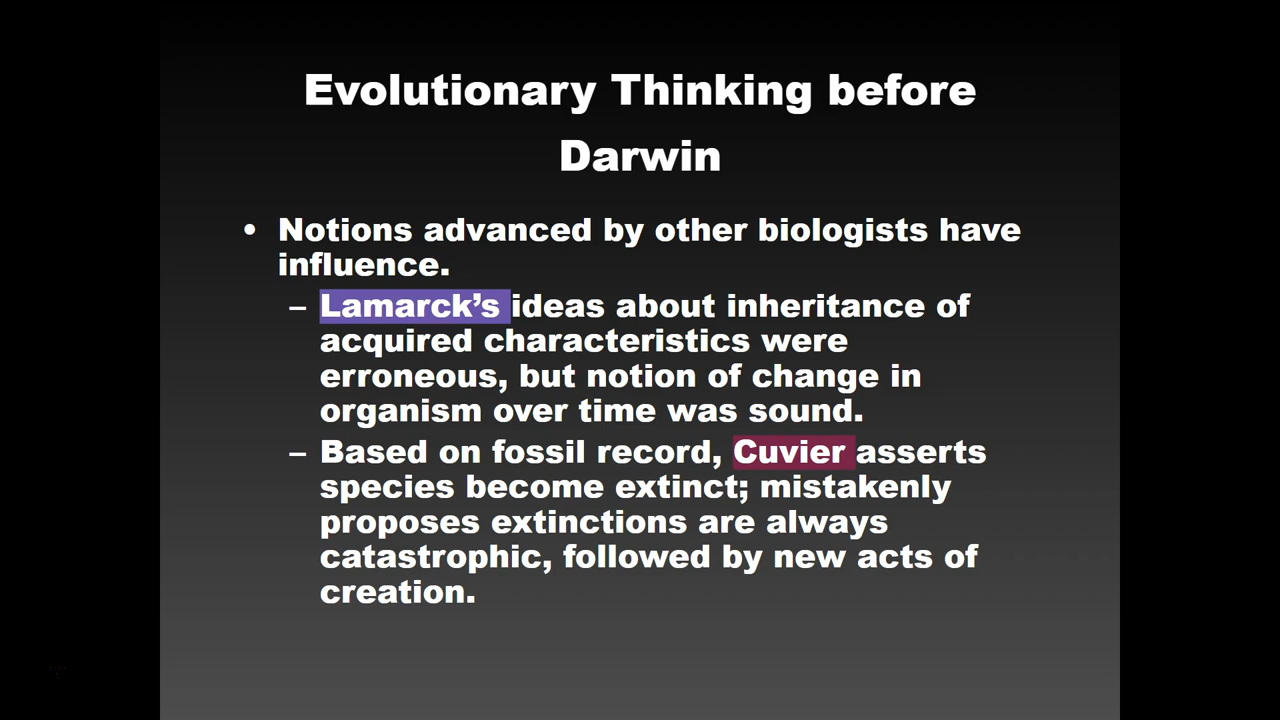 Evolutionary Thinking before
Darwin
• Notions advanced by other biologists have
influence.
– Lamarck’s ideas about inheritance of
acquired characteristics were
erroneous, but notion of change in
organism over time was sound.
– Based on fossil record, Cuvier asserts
species become extinct; mistakenly
proposes extinctions are always
catastrophic, followed by new acts of
creation.